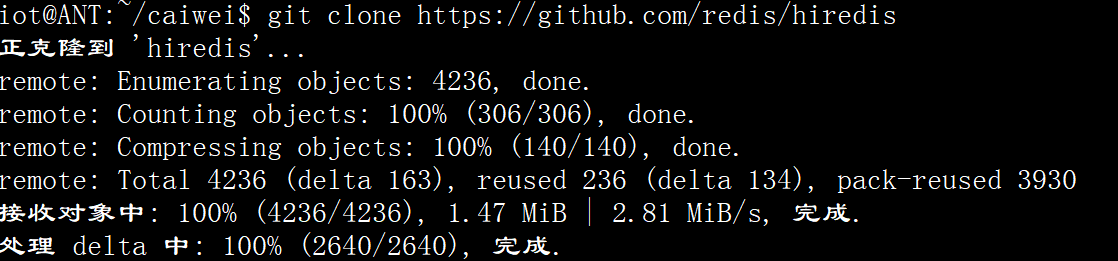 iot@ANT:~/caiwei$ git clone https://github.com/redis/hiredis
正克隆到 'hiredis'...
remote: Enumerating objects: 4236, done.
remote: Counting objects: 100% (306/306), done.
remote: Compressing objects: 100% (140/140), done.
remote: Total 4236 (delta 163), reused 236 (delta 134), pack-reused 3930
接收对象中: 100% (4236/4236), 1.47 MiB | 2.81 MiB/s, 完成.
处理 delta 中: 100% (2640/2640), 完成.